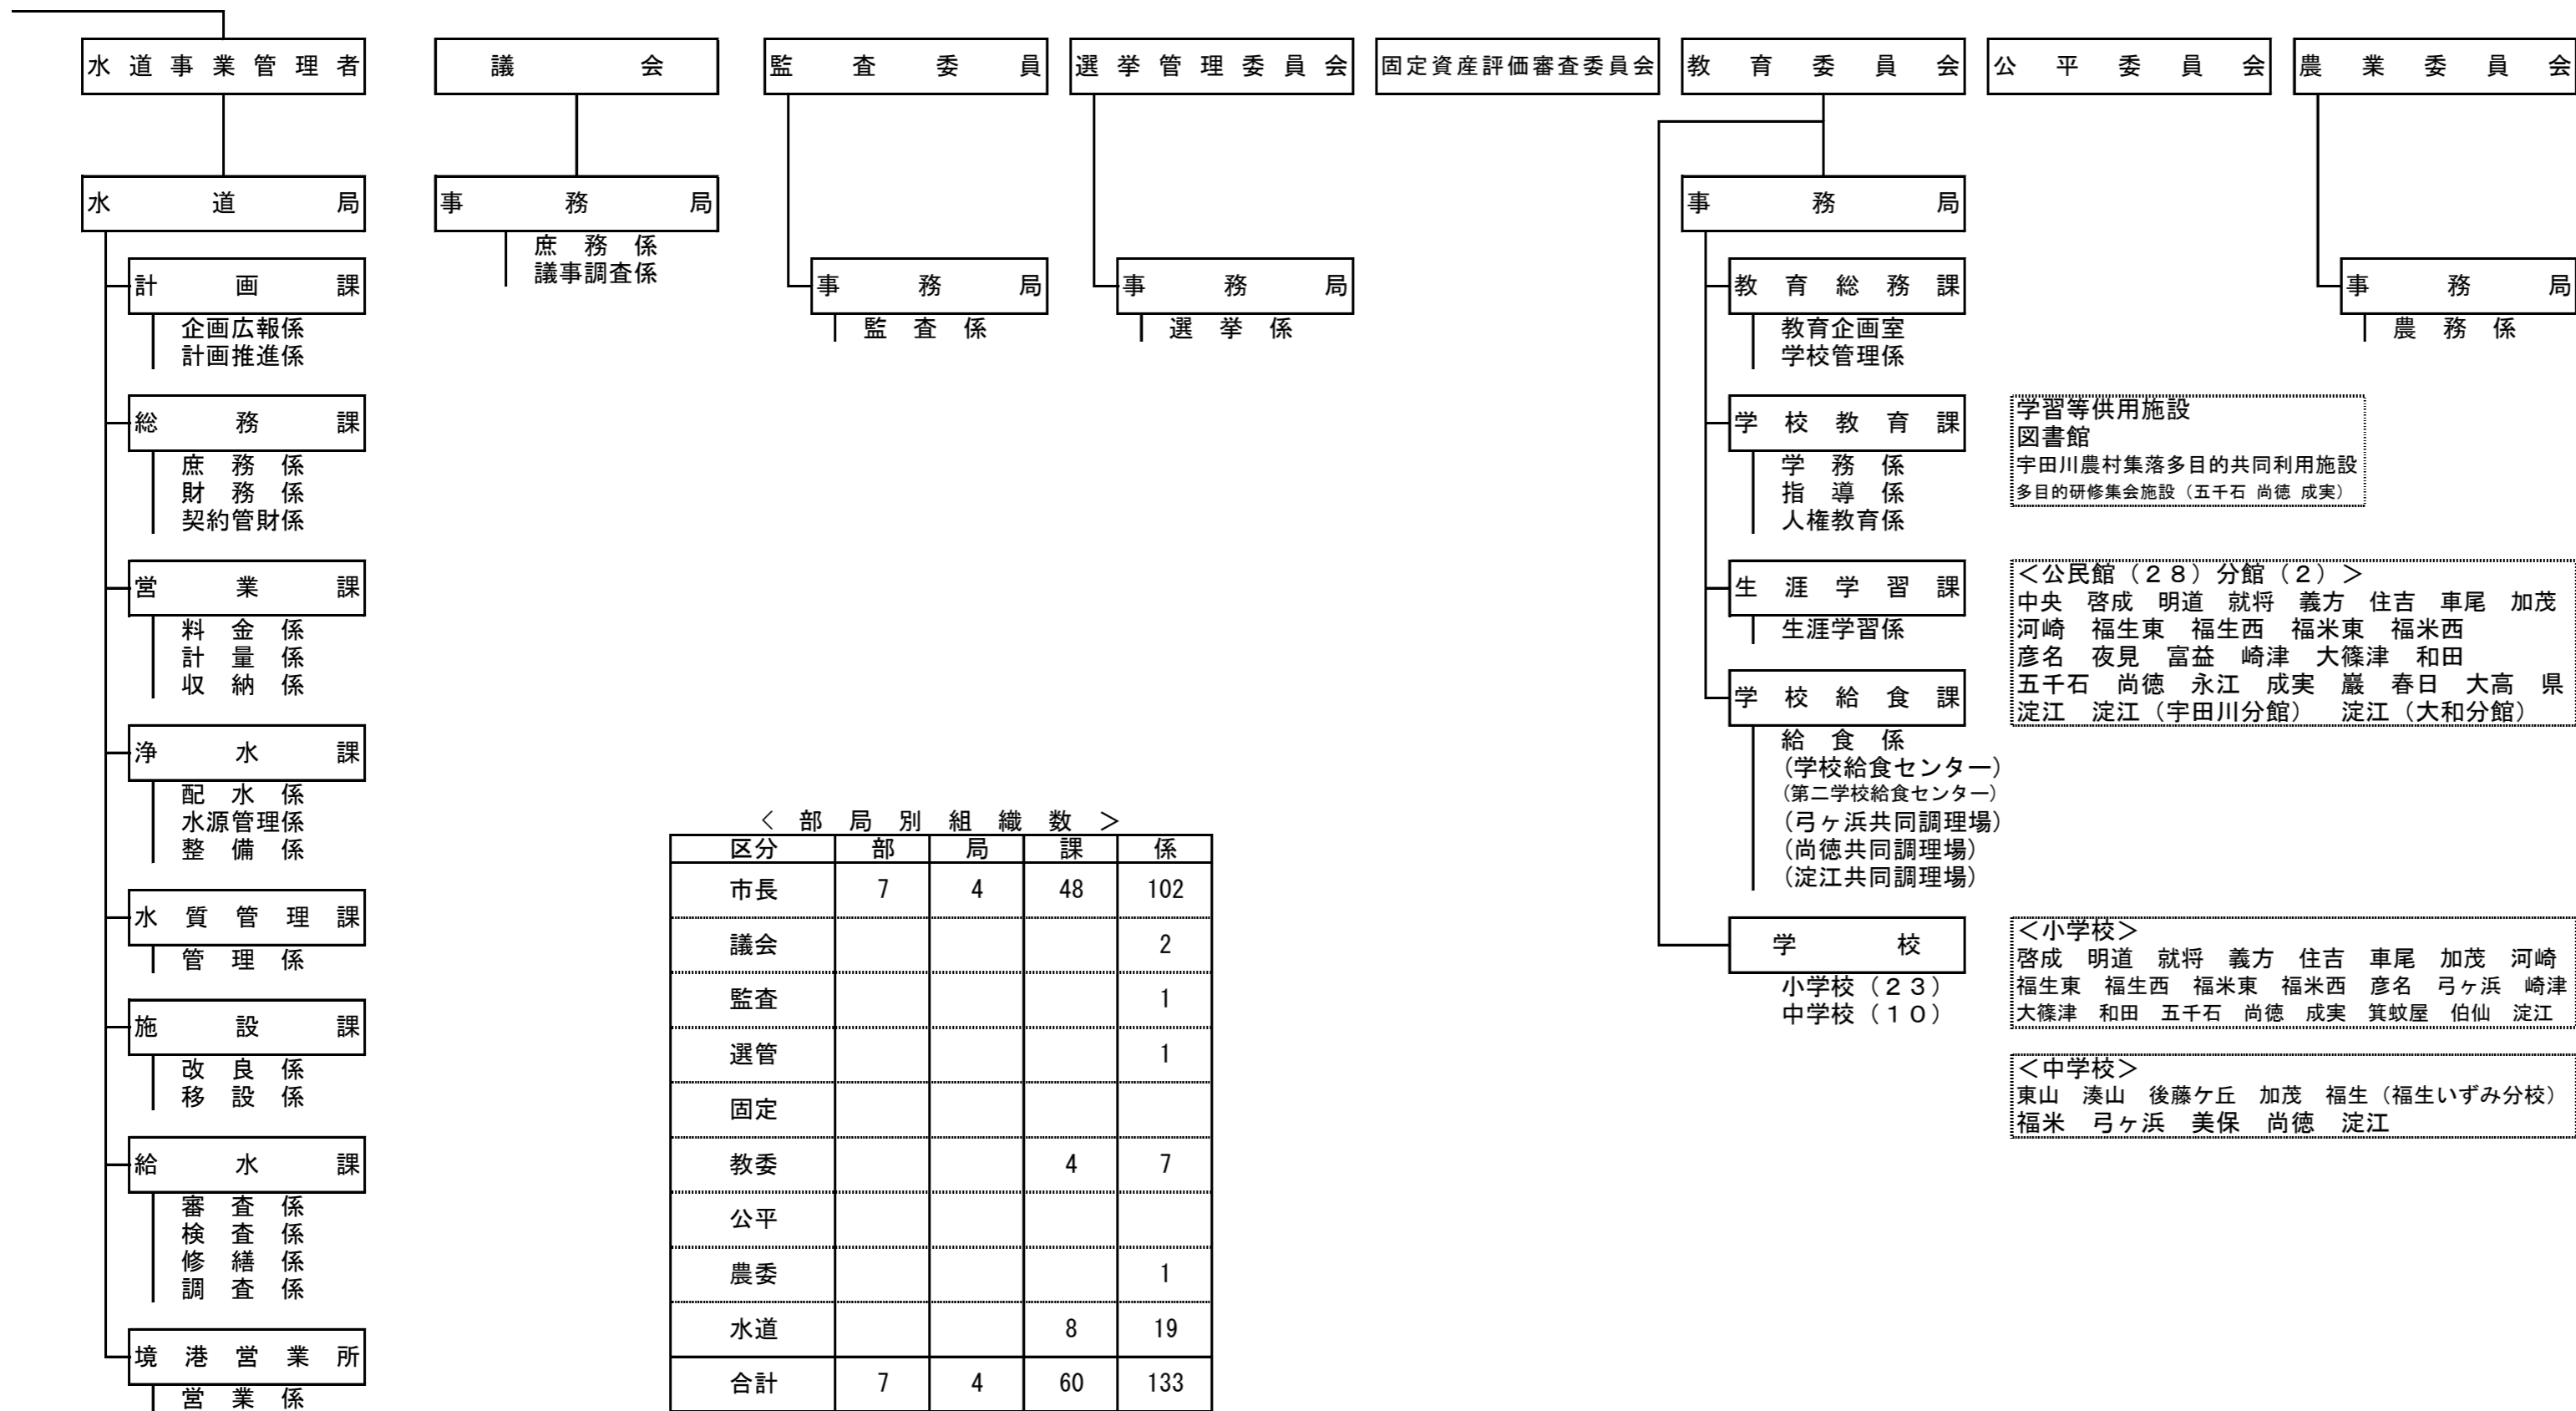 水道事業管理者
議会
監査委員
選挙管理委員会
固定資産評価審査委員会
教育委員会
公平委員会
農業委員会
水道局
計画課
企画広報係
計画推進係
総務課
庶務係
財務係
契約管財係
営業課
料金係
計量係
収納係
浄水課
配水係
水源管理係
整備係
水質管理課
管理係
施設課
改良係
移設係
給水課
審査係
検査係
修繕係
調査係
境港営業所
営業係
事務局
庶務係
議事調査係
事務局
監査係
事務局
選挙係
事務局
教育総務課
教育企画室
学校管理係
学校教育課
学務係
指導係
人権教育係
生涯学習課
生涯学習係
学校給食課
給食係
(学校給食センター)
(第二学校給食センター)
(弓ヶ浜共同調理場)
(尚徳共同調理場)
(淀江共同調理場)
学校
小学校（２３）
中学校（１０）
事務局
農務係
学習等供用施設
図書館
宇田川農村集落多目的共同利用施設
多目的研修集会施設（五千石 尚徳 成実）
＜公民館（２８）分館（２）＞
中央　啓成　明道　就将　義方　住吉　車尾　加茂
河崎　福生東　福生西　福米東　福米西
彦名　夜見　富益　崎津　大篠津　和田
五千石　尚徳　永江　成実　巌　春日　大高　県
淀江　淀江（宇田川分館）　淀江（大和分館）
＜小学校＞
啓成　明道　就将　義方　住吉　車尾　加茂　河崎
福生東　福生西　福米東　福米西　彦名　弓ヶ浜　崎津
大篠津　和田　五千石　尚徳　成実　箕蚊屋　伯仙　淀江
＜中学校＞
東山　湊山　後藤ケ丘　加茂　福生（福生いずみ分校）
福米　弓ヶ浜　美保　尚徳　淀江
＜部局別組織数＞
区分 部 局 課 係
市長 7 4 48 102
議会 2
監査 1
選管 1
固定
教委 4 7
公平
農委 1
水道 8 19
合計 7 4 60 133